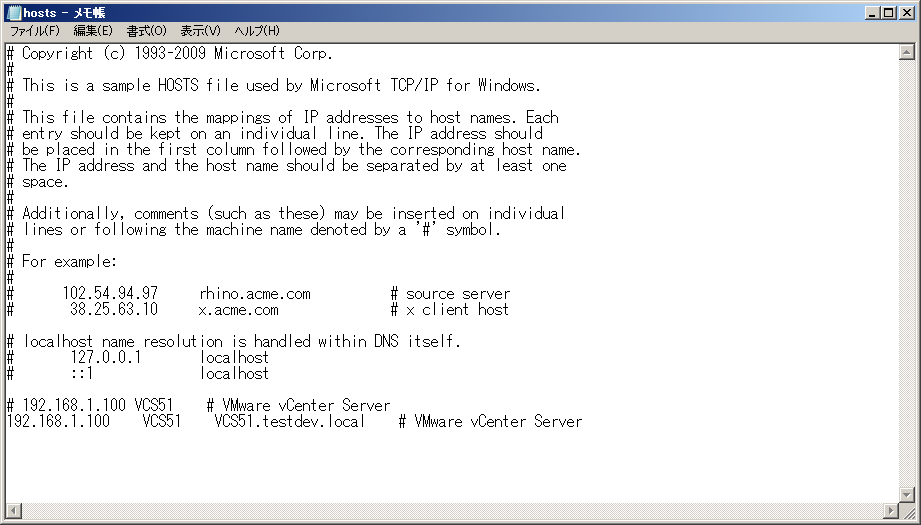 hosts - メモ帳
ファイル(F) 編集(E) 書式(O) 表示(V) ヘルプ(H)
# Copyright (c) 1993-2009 Microsoft Corp.
#
# This is a sample HOSTS file used by Microsoft TCP/IP for Windows.
#
# This file contains the mappings of IP addresses to host names. Each
# entry should be kept on an individual line. The IP address should
# be placed in the first column followed by the corresponding host name.
# The IP address and the host name should be separated by at least one
# space.
#
# Additionally, comments (such as these) may be inserted on individual
# lines or following the machine name denoted by a '#' symbol.
#
# For example:
#
#      102.54.94.97     rhino.acme.com          # source server
#       38.25.63.10     x.acme.com              # x client host

# localhost name resolution is handled within DNS itself.
#       127.0.0.1       localhost
#       ::1             localhost

# 192.168.1.100 VCS51    # VMware vCenter Server
192.168.1.100    VCS51    VCS51.testdev.local    # VMware vCenter Server